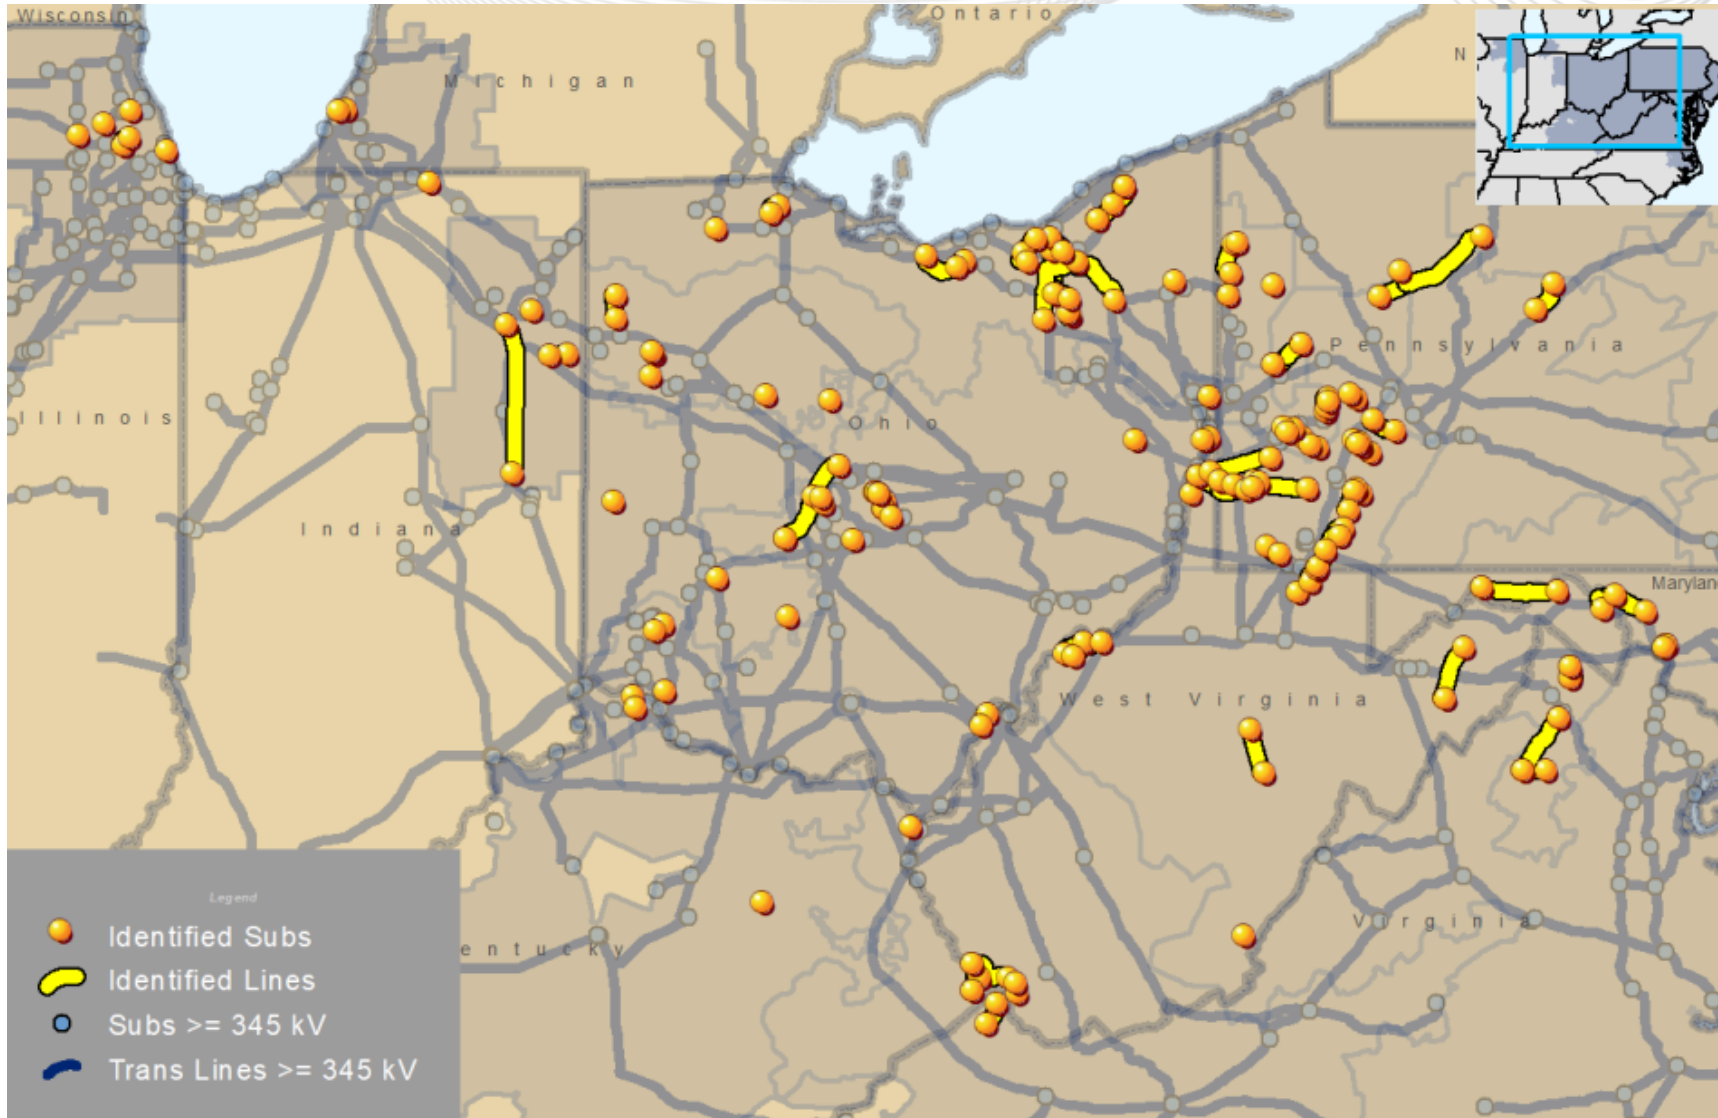 Wisconsin
Ontario
Michigan
N
Pennsylvania
Illinois
Ohio
Indiana
Maryland
West Virginia
Virginia
entucky
Legend
Identified Subs
Identified Lines
Subs >= 345 kV
Trans Lines >= 345 kV